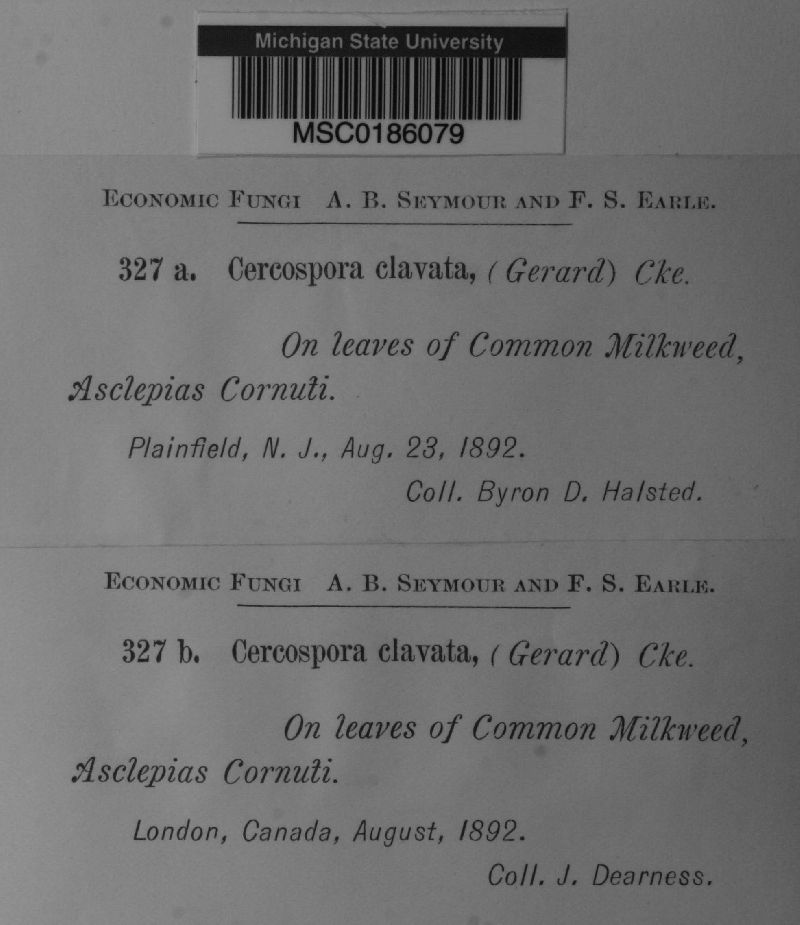 Michigan State University
MSC0186079
ECONOMIC FUNGI A. B. SEYMOUR AND F. S. EARLE.
327 a. Cercospora clavata, (Gerard) Cke.
On leaves of Common Milkweed,
Asclepias Cornuti.
Plainfield, N. J., Aug. 23, 1892.
Coll. Byron D. Halsted.
ECONOMIC FUNGI A. B. SEYMOUR AND F. S. EARLE.
327 b. Cercospora clavata, (Gerard) Cke.
On leaves of Common Milkweed,
Asclepias Cornuti.
London, Canada, August, 1892.
Coll. J. Dearness.